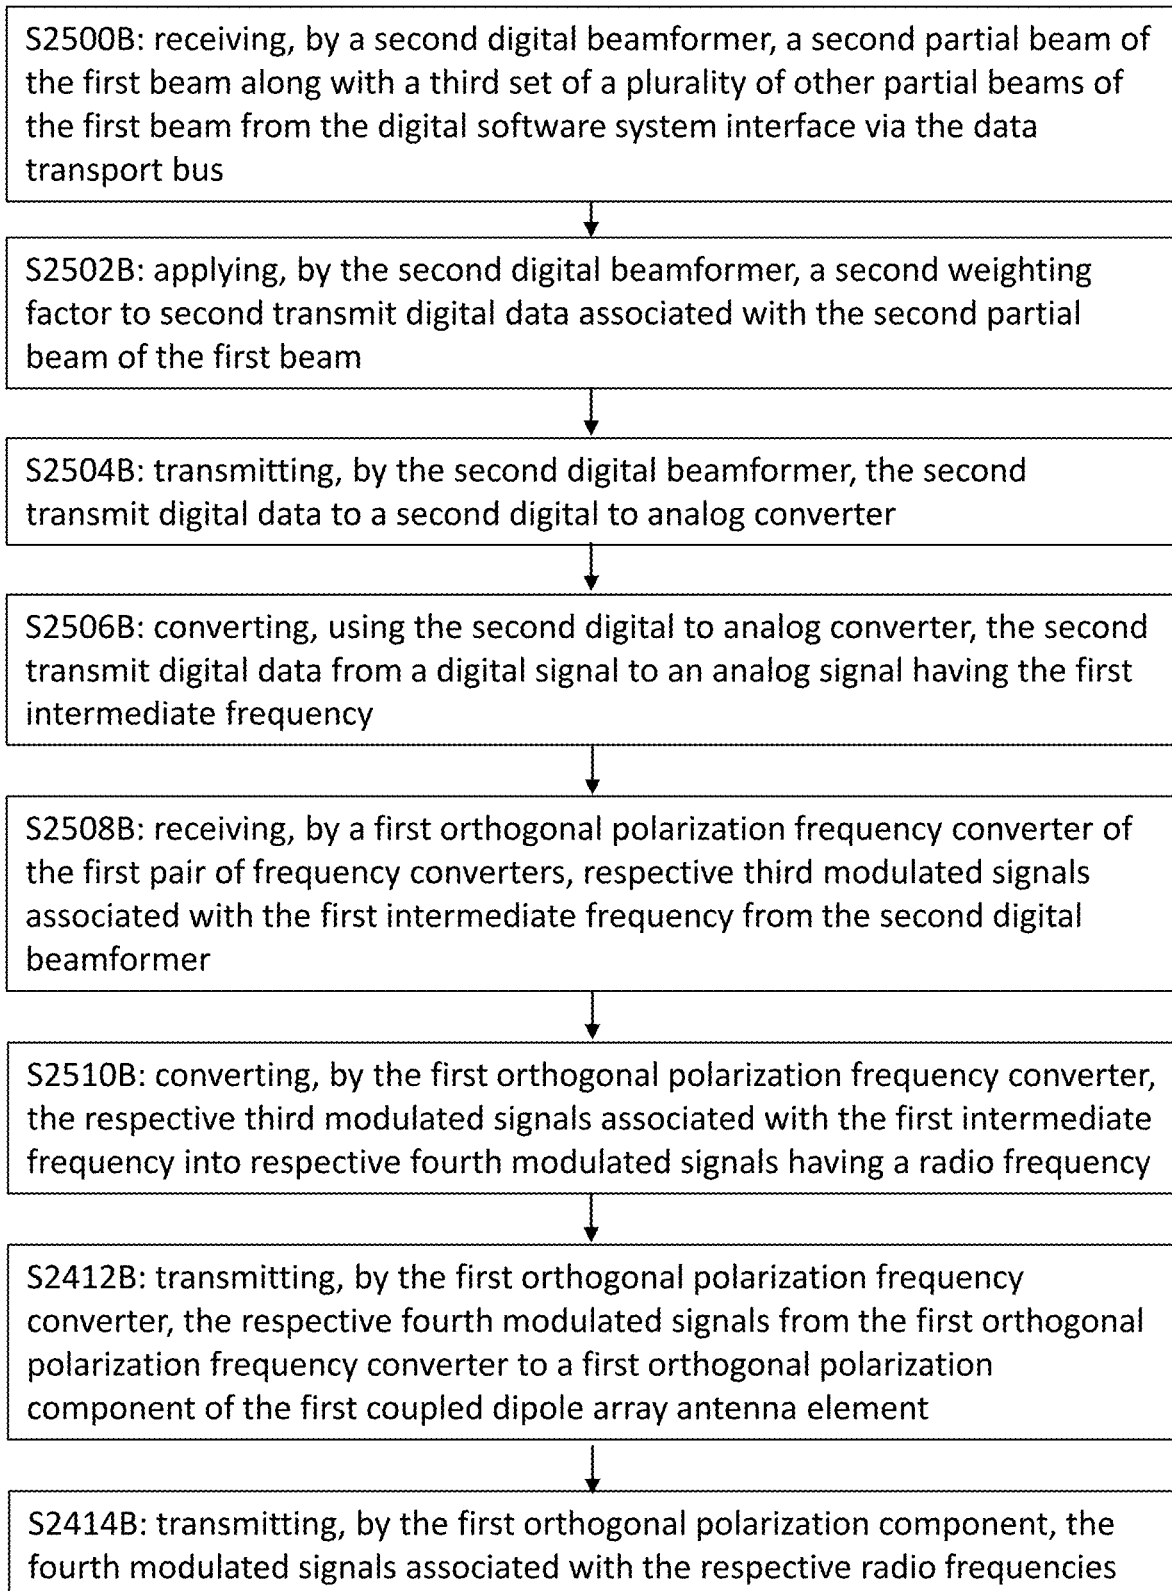 S2500B: receiving, by a second digital beamformer, a second partial beam of
the first beam along with a third set of a plurality of other partial beams of
the first beam from the digital software system interface via the data
transport bus
S2502B: applying, by the second digital beamformer, a second weighting
factor to second transmit digital data associated with the second partial
beam of the first beam
S2504B: transmitting, by the second digital beamformer, the second
transmit digital data to a second digital to analog converter
S2506B: converting, using the second digital to analog converter, the second
transmit digital data from a digital signal to an analog signal having the first
intermediate frequency
S2508B: receiving, by a first orthogonal polarization frequency converter of
the first pair of frequency converters, respective third modulated signals
associated with the first intermediate frequency from the second digital
beamformer
S2510B: converting, by the first orthogonal polarization frequency converter,
the respective third modulated signals associated with the first intermediate
frequency into respective fourth modulated signals having a radio frequency
S2412B: transmitting, by the first orthogonal polarization frequency
converter, the respective fourth modulated signals from the first orthogonal
polarization frequency converter to a first orthogonal polarization
component of the first coupled dipole array antenna element
S2414B: transmitting, by the first orthogonal polarization component, the
fourth modulated signals associated with the respective radio frequencies